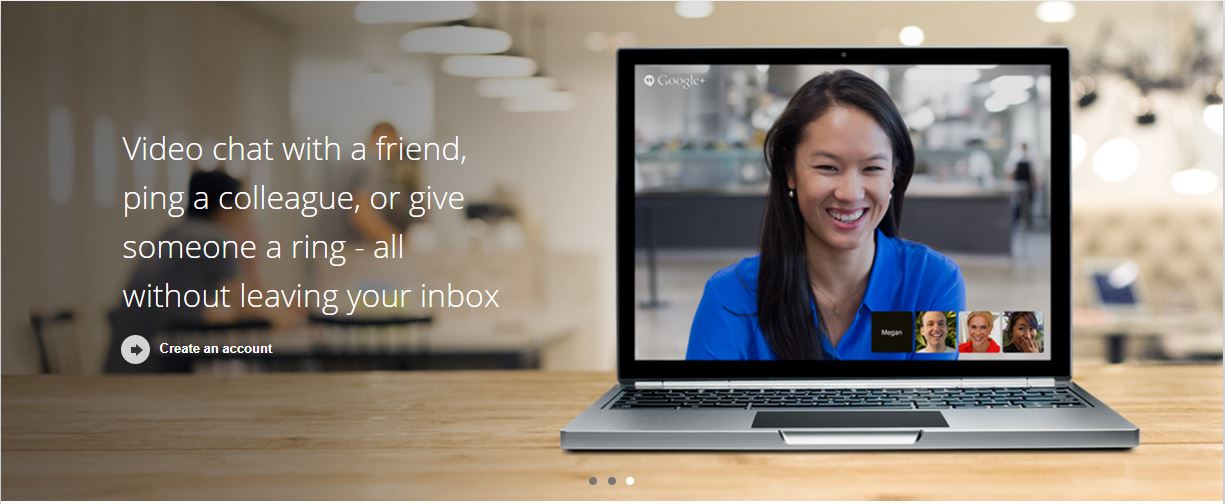 Video chat with a friend,
ping a colleague, or give
someone a ring - all
without leaving your inbox
Create an account
Google+
Megan